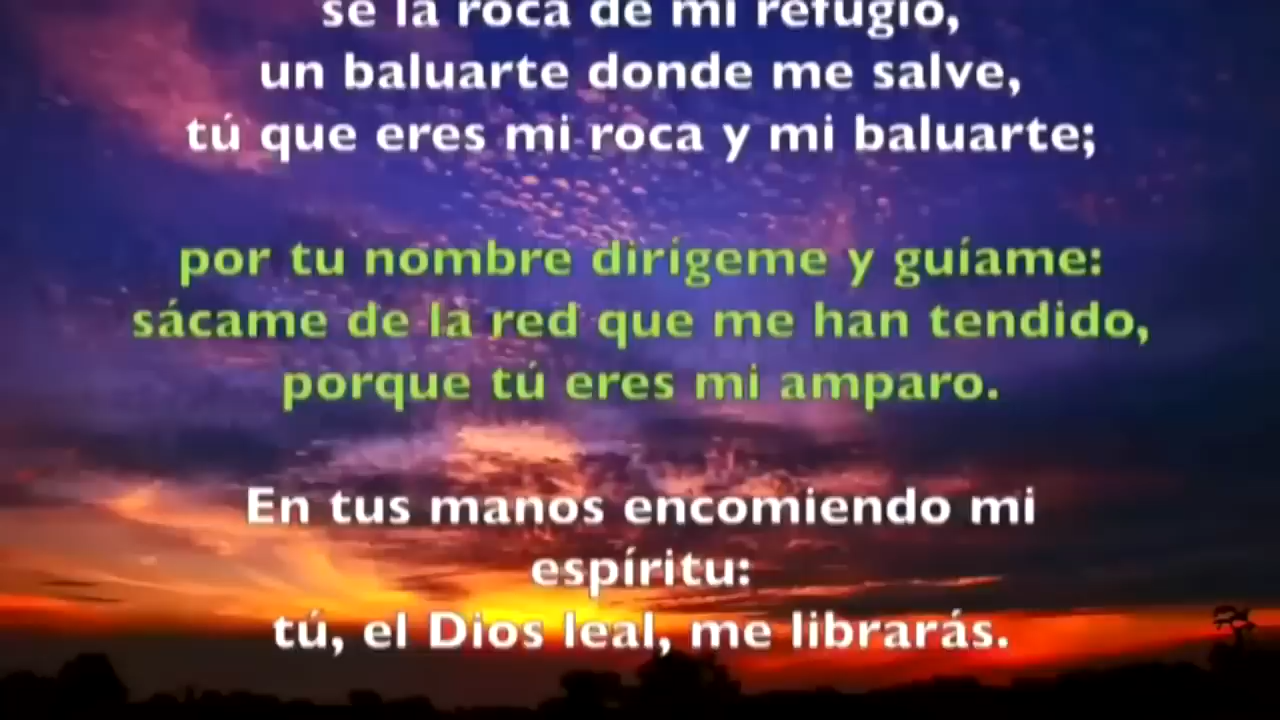 sé la roca de mi refugio,
un baluarte donde me salve,
tú que eres mi roca y mi baluarte;
por tu nombre dirígeme y guíame:
sácame de la red que me han tendido,
porque tú eres mi amparo.
En tus manos encomiendo mi
espíritu:
tú, el Dios leal, me librarás.